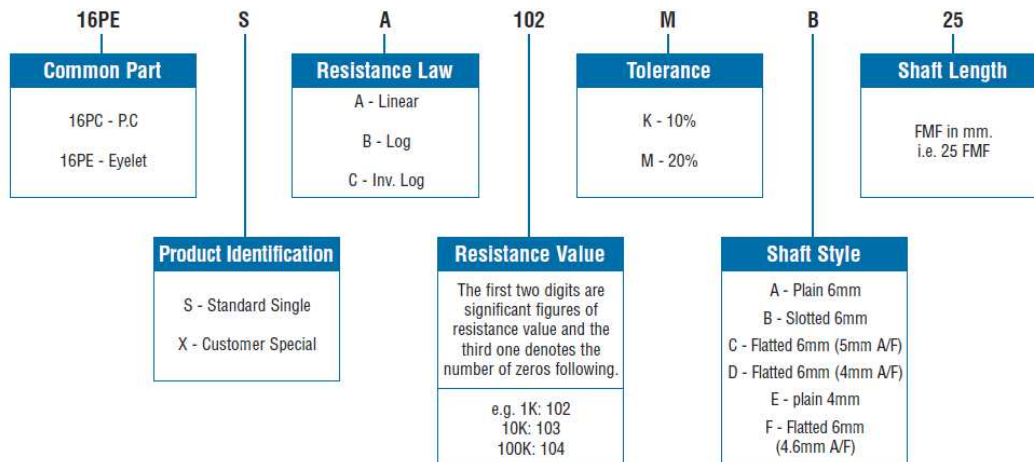 16PE S A 102 M B 25
Common Part
16PC - P.C
16PE - Eyelet
Resistance Law
A - Linear
B - Log
C - Inv. Log
Tolerance
K - 10%
M - 20%
Shaft Length
FMF in mm.
i.e. 25 FMF
Product Identification
S - Standard Single
X - Customer Special
Resistance Value
The first two digits are
significant figures of
resistance value and the
third one denotes the
number of zeros following.
e.g. 1K: 102
10K: 103
100K: 104
Shaft Style
A - Plain 6mm
B - Slotted 6mm
C - Flatted 6mm (5mm A/F)
D - Flatted 6mm (4mm A/F)
E - plain 4mm
F - Flatted 6mm
(4.6mm A/F)